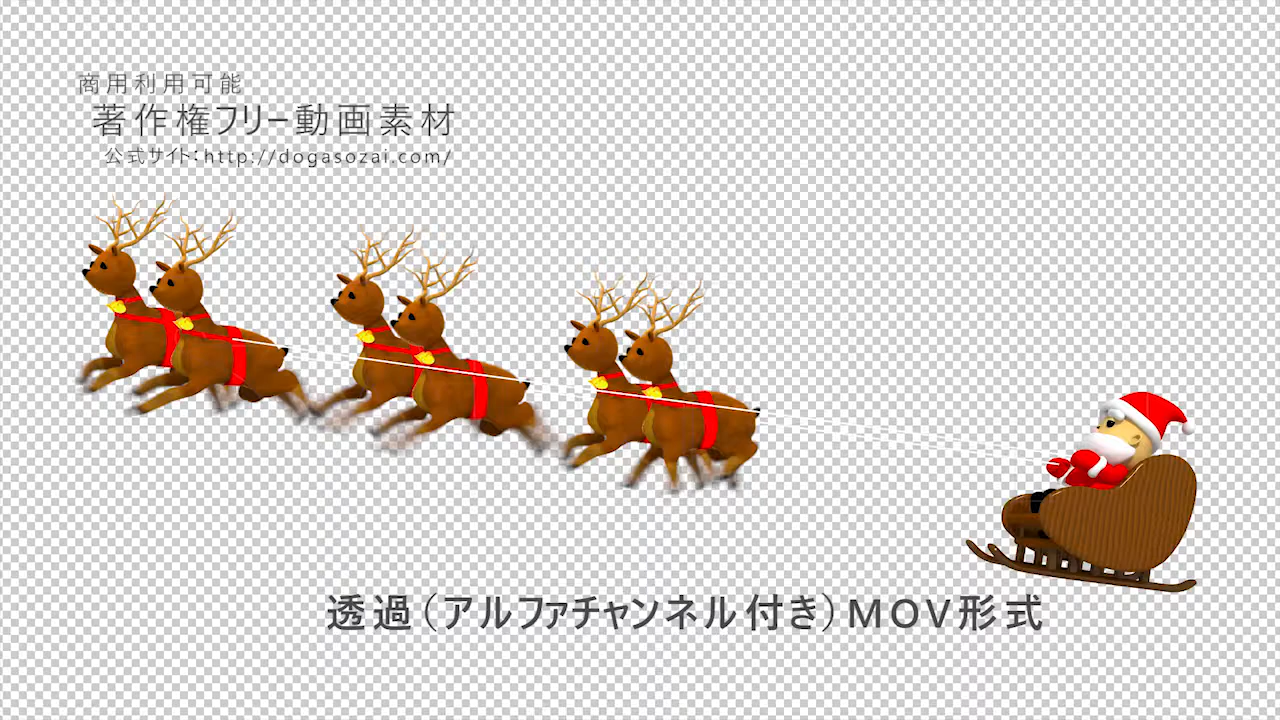 商用利用可能
著作権フリー動画素材
公式サイト:http://dogasozai.com/
透過(アルファチャンネル付き)MOV形式